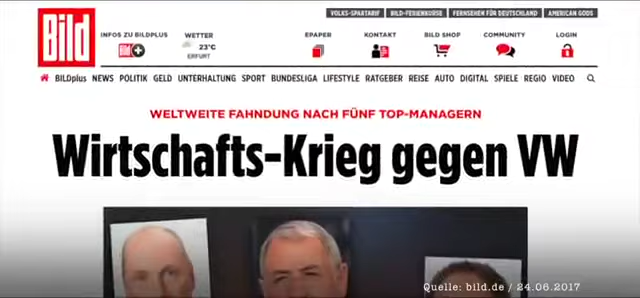 VOLKS-SPARTARIF BILD-FERIENKURSE FERNSEHEN FÜR DEUTSCHLAND AMERICAN GODS
Bild
INFOS ZU BILDPLUS WETTER EPAPER KONTAKT BILD SHOP COMMUNITY LOGIN
Bild 23°C
ERFURT
BILDplus NEWS POLITIK GELD UNTERHALTUNG SPORT BUNDESLIGA LIFESTYLE RATGEBER REISE AUTO DIGITAL SPIELE REGIO VIDEO
WELTWEITE FAHNDUNG NACH FÜNF TOP-MANAGERN
Wirtschafts-Krieg gegen VW
Quelle: bild.de / 24.06.2017